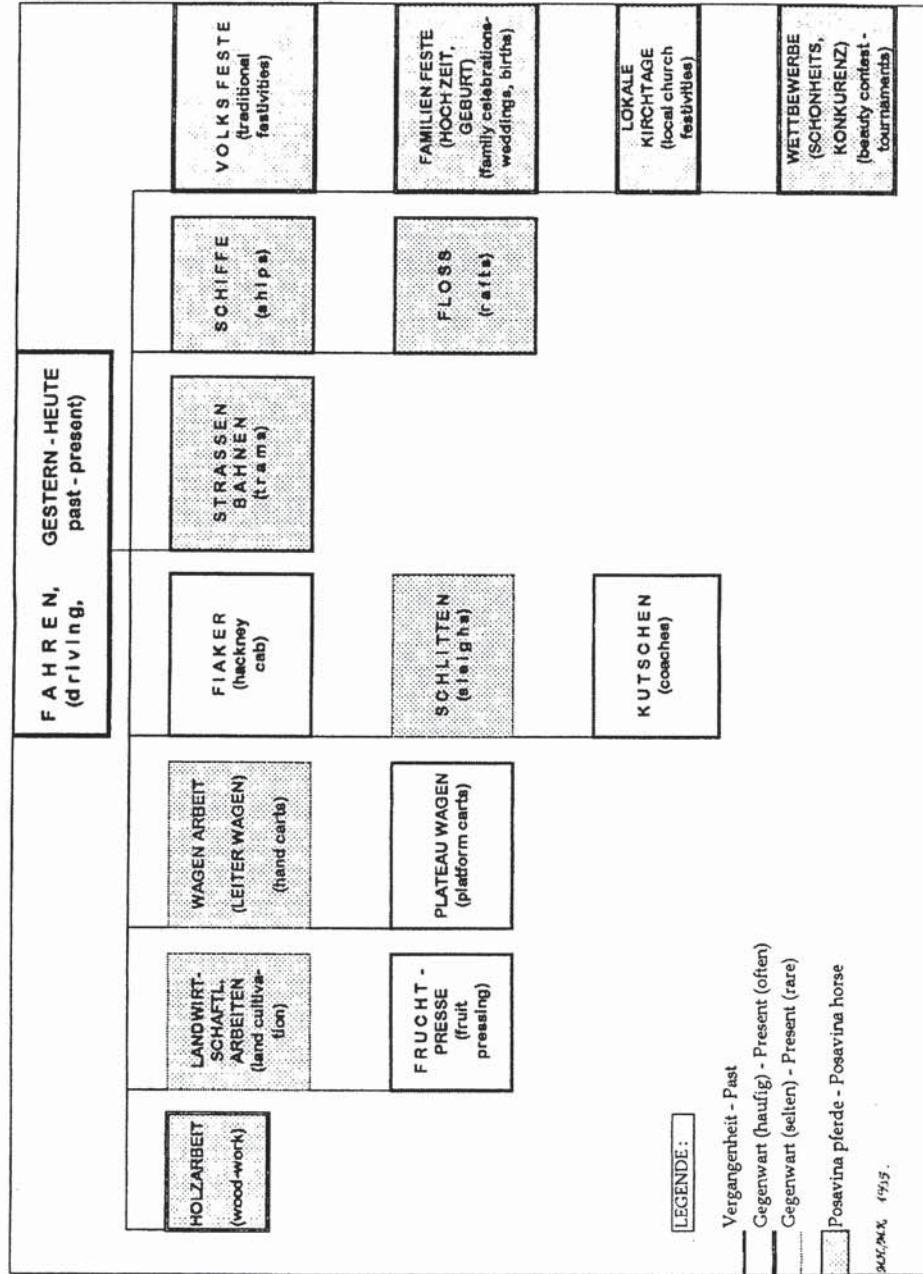 F A H R E N, GESTERN - HEUTE
(driving, past - present)
HOLZARBEIT
(wood-work)
LANDWIRT-
SCHAFTL,
ARBEITEN
(land cultiva-
tion)
FRUCHT -
PRESSE
(fruit
pressing)
WAGEN ARBEIT
(LEITER WAGEN)
(hand carts)
PLATEAU WAGEN
(platform carts)
FIAKER
(hackney
cab)
SCHLITTEN
(sleighs)
KUTSCHEN
(coaches)
STRASSEN
BAHNEN
(trams)
SCHIFFE
(ships)
FLOSS
(rafts)
VOLKS FESTE
(traditional
festivities)
FAMILIEN FESTE
(HOCH ZEIT,
GEBURT)
(family celebrations-
weddings, births)
LOKALE
KIRCHTAGE
(local church
festivities)
WETTBEWERBE
(SCHONHEITS,
KONKURENZ)
(beauty contest -
tournaments)
LEGENDE :
Vergangenheit - Past
Gegenwart (haufig) - Present (often)
Gegenwart (selten) - Present (rare)
Posavina pferde - Posavina horse